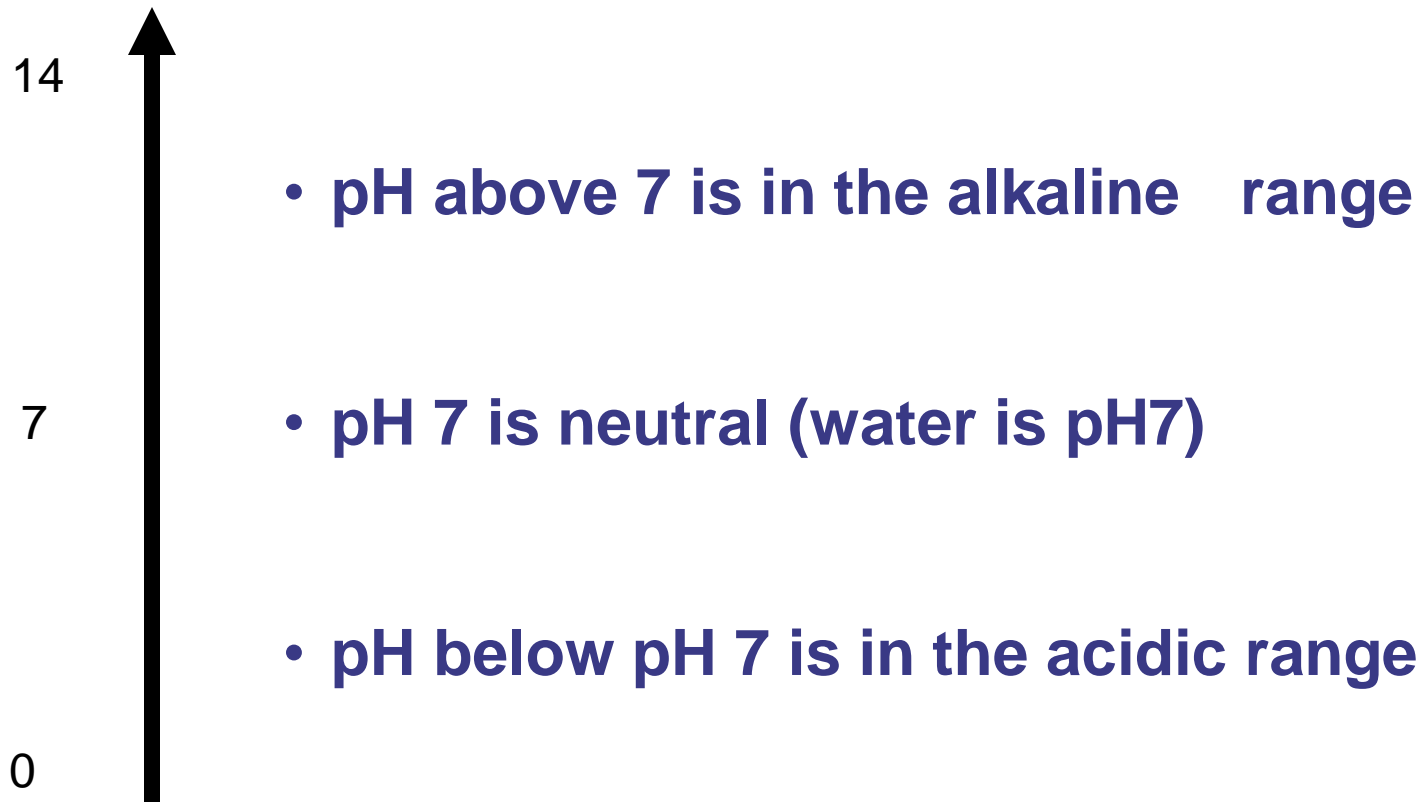 14
• pH above 7 is in the alkaline range
7
• pH 7 is neutral (water is pH7)
• pH below pH 7 is in the acidic range
0